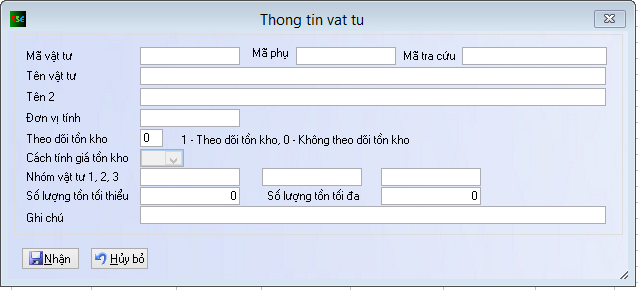 Thong tin vat tu
Mã vật tư Mã phụ Mã tra cứu
Tên vật tư
Tên 2
Đơn vị tính
Theo dõi tồn kho 0 1 - Theo dõi tồn kho, 0 - Không theo dõi tồn kho
Cách tính giá tồn kho
Nhóm vật tư 1, 2, 3
Số lượng tồn tối thiểu 0 Số lượng tồn tối đa 0
Ghi chú
Nhận Hủy bỏ